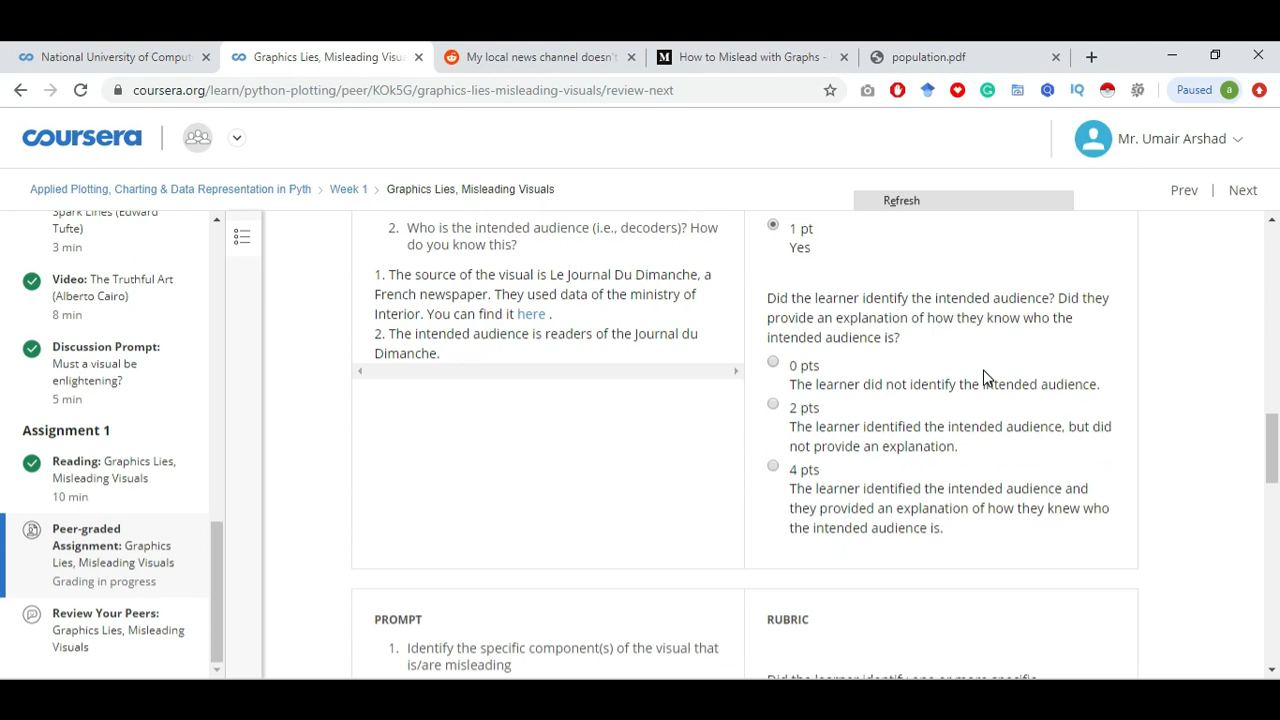 National University of Comput
Graphics Lies, Misleading Visu
My local news channel doesn't
How to Mislead with Graphs -
population.pdf
coursera.org/learn/python-plotting/peer/KOk5G/graphics-lies-misleading-visuals/review-next
Paused
a
coursera
Mr. Umair Arshad
Applied Plotting, Charting & Data Representation in Pyth > Week 1 > Graphics Lies, Misleading Visuals
Refresh
Prev | Next
Spark Lines (Edward
Tufte)
3 min
Video: The Truthful Art
(Alberto Cairo)
8 min
Discussion Prompt:
Must a visual be
enlightening?
5 min
Assignment 1
Reading: Graphics Lies,
Misleading Visuals
10 min
Peer-graded
Assignment: Graphics
Lies, Misleading Visuals
Grading in progress
Review Your Peers:
Graphics Lies, Misleading
Visuals
2. Who is the intended audience (i.e., decoders)? How
do you know this?
1. The source of the visual is Le Journal Du Dimanche, a
French newspaper. They used data of the ministry of
Interior. You can find it here .
2. The intended audience is readers of the Journal du
Dimanche.
1 pt
Yes
Did the learner identify the intended audience? Did they
provide an explanation of how they know who the
intended audience is?
0 pts
The learner did not identify the intended audience.
2 pts
The learner identified the intended audience, but did
not provide an explanation.
4 pts
The learner identified the intended audience and
they provided an explanation of how they knew who
the intended audience is.
PROMPT
1. Identify the specific component(s) of the visual that
is/are misleading
RUBRIC
Did the learner identify one or more specific